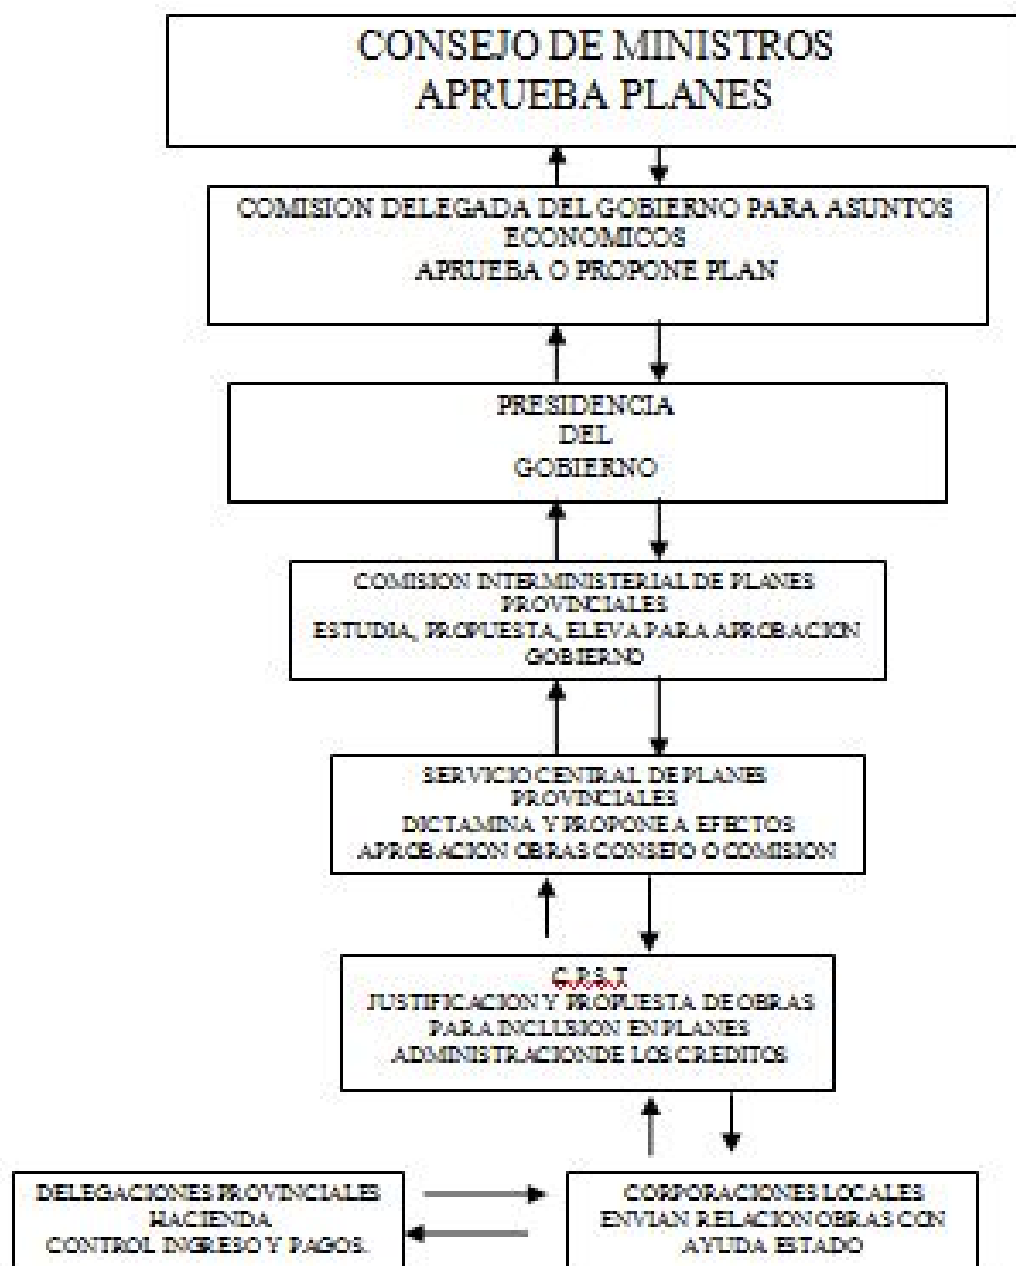 CONSEJO DE MINISTROS
APRUEBA PLANES
COMISION DELEGADA DEL GOBIERNO PARA ASUNTOS
ECONOMICOS
APRUEBA O PROPONE PLAN
PRESIDENCIA
DEL
GOBIERNO
COMISION INTERMINISTERIAL DE PLANES
PROVINCIALES
ESTUDIA, PROPUESTA, ELEVA PARA APROBACION
GOBIERNO
SERVICIO CENTRAL DE PLANES
PROVINCIALES
DICTAMINA Y PROPONE A EFECTOS
APROBACION OBRAS CONSEJO O COMISION
C.P.S.T
JUSTIFICACION Y PROPUESTA DE OBRAS
PARA INCLUSION EN PLANES
ADMINISTRACIONDE LOS CREDITOS
DELEGACIONES PROVINCIALES
HACIENDA
CONTROL INGRESO Y PAGOS.
CORPORACIONES LOCALES
ENVIAN RELACION OBRAS CON
AYUDA ESTADO